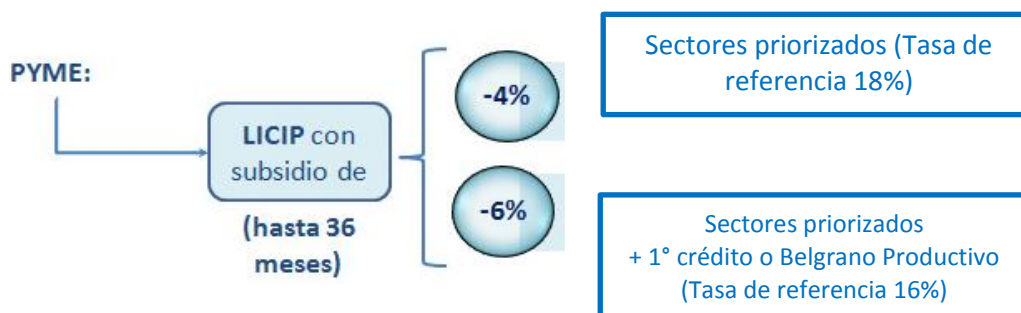 PYME:
LICIP con
subsidio de
(hasta 36
meses)
-4%
Sectores priorizados (Tasa de
referencia 18%)
-6%
Sectores priorizados
+ 1° crédito o Belgrano Productivo
(Tasa de referencia 16%)